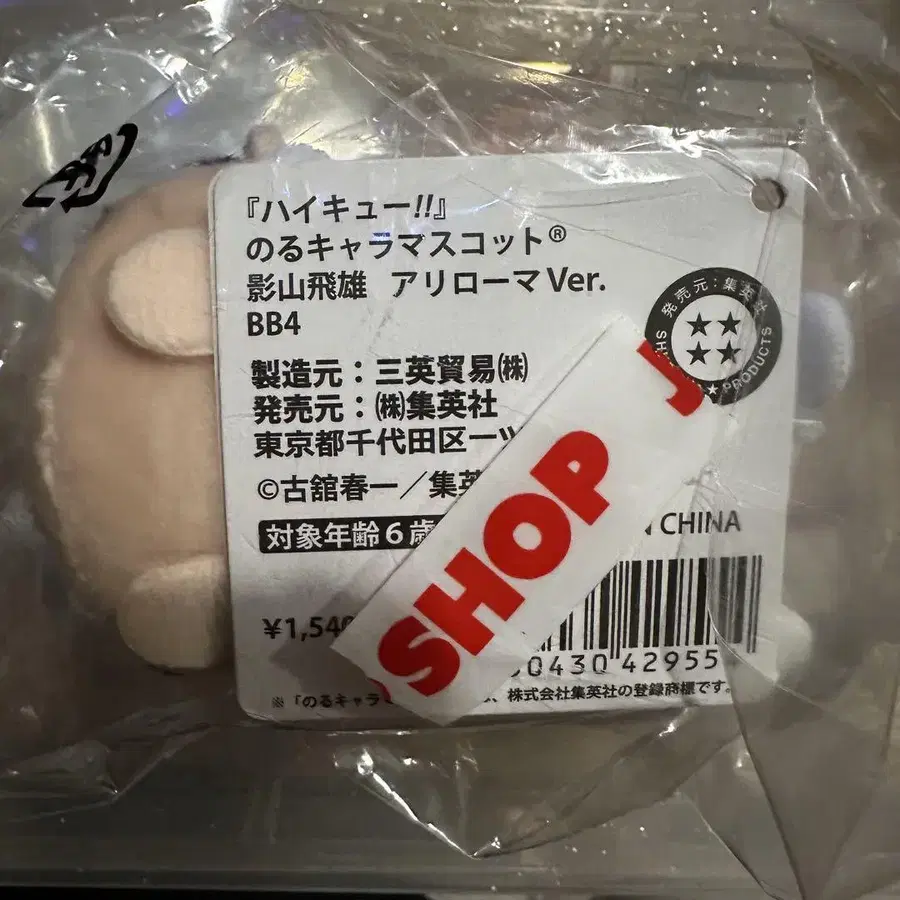 『ハイキュー!!』
のるキャラマスコット®
影山飛雄 アリローマVer.
BB4
製造元：三英貿易㈱
発売元：㈱集英社
東京都千代田区一ツ
©古舘春一／集英
対象年齢6歳
CHINA
¥1,540
30430 42955
※「のるキャラマ
、株式会社集英社の登録商標です。
発売元：集英社
PRODUCTS
SHOP J